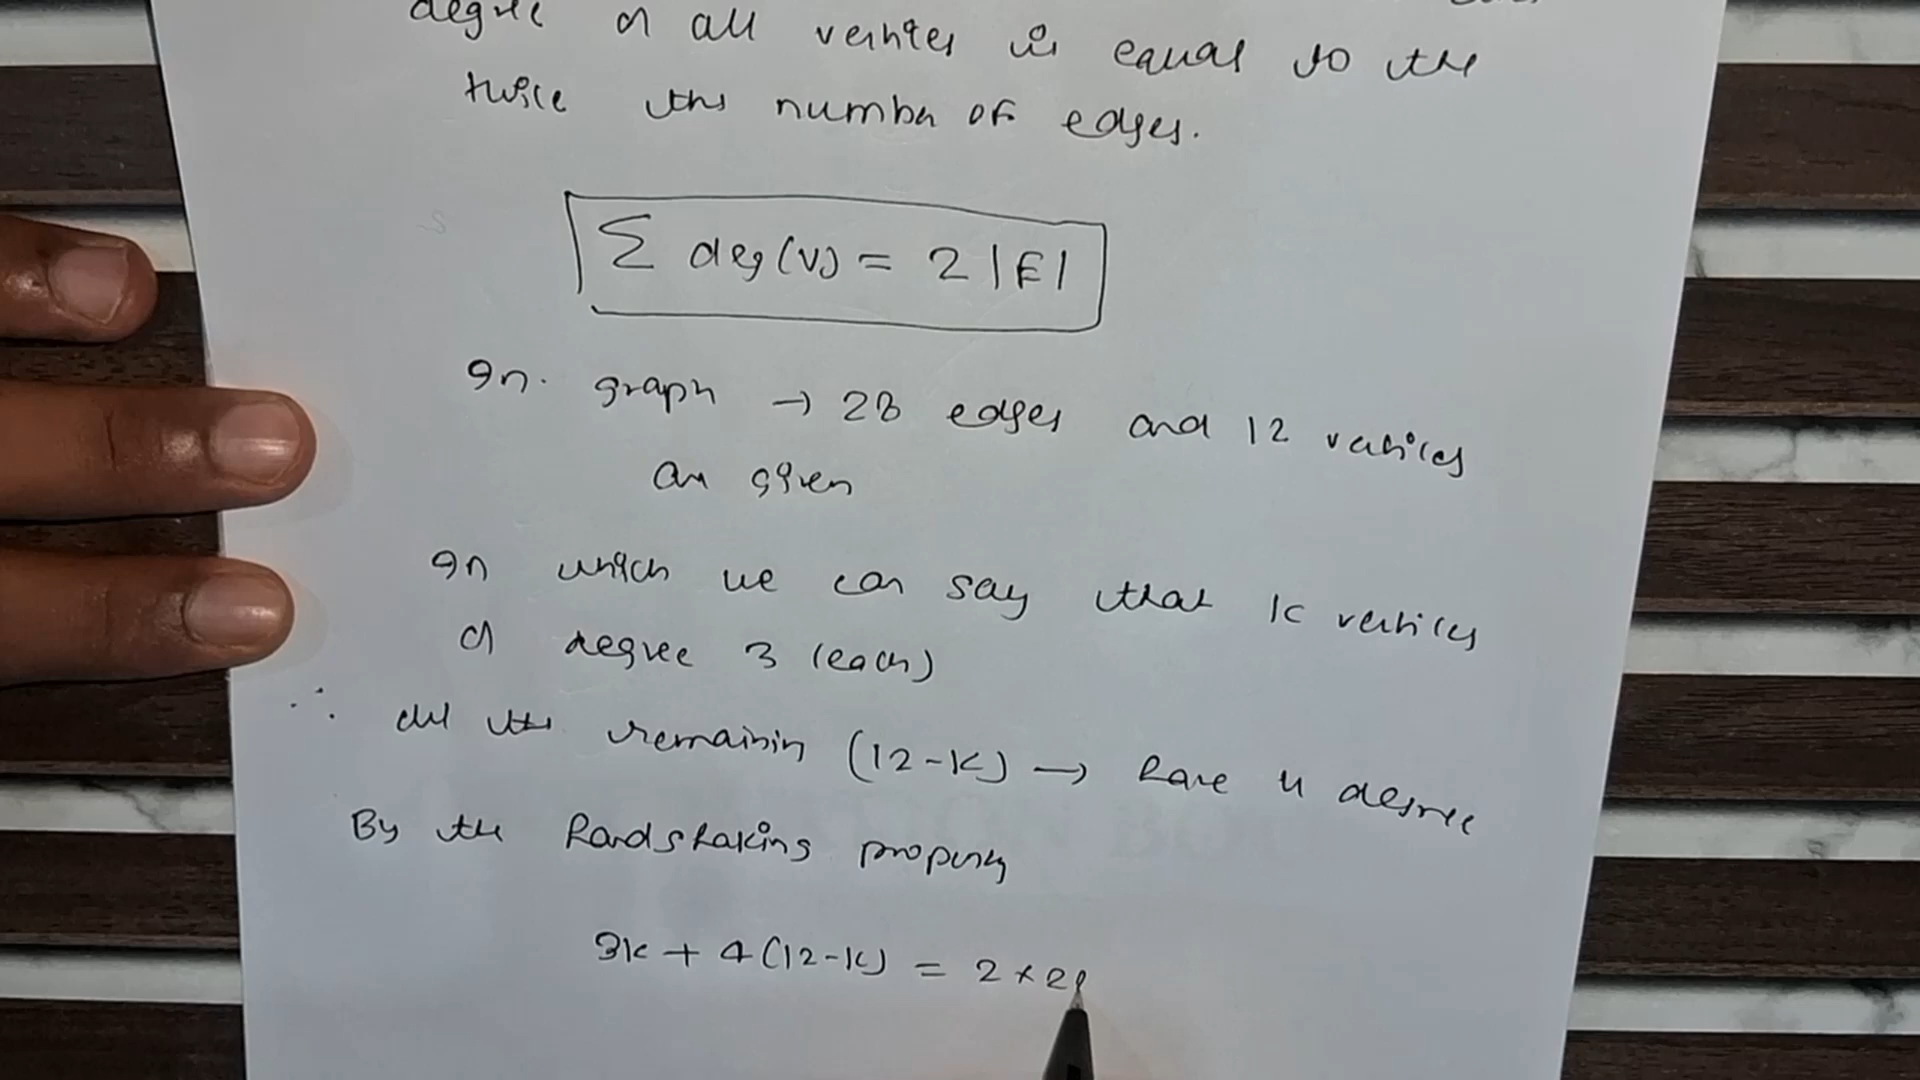 degree of all vertices is equal to the
twice the number of edges.
Σ deg(V) = 2|E|
In. graph → 28 edges and 12 vertices
are given
In which we can say that k vertices
of degree 3 (each)
∴ all the remainin (12-k) → have 4 degree
By the Handshaking property
3k + 4(12-k) = 2×28